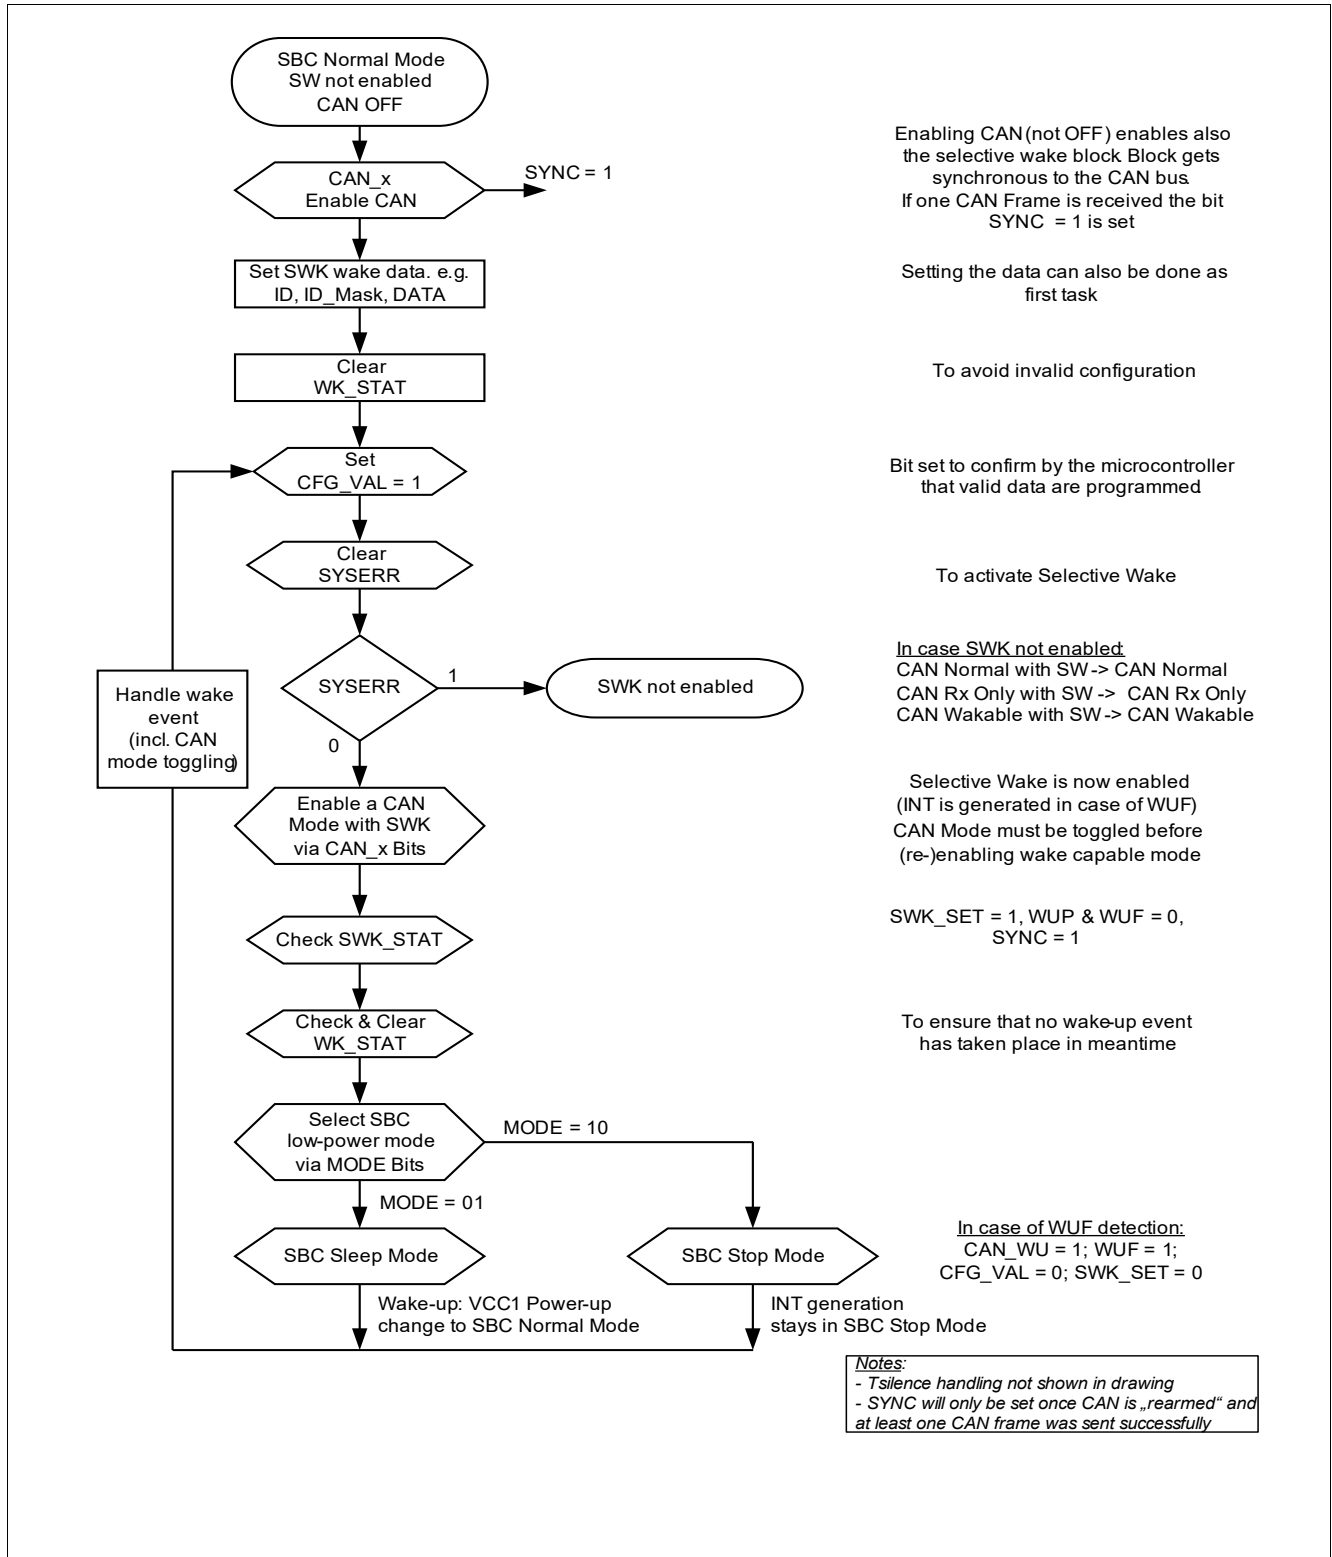 SBC Normal Mode
SW not enabled
CAN OFF
Enabling CAN (not OFF) enables also
the selective wake block. Block gets
synchronous to the CAN bus.
If one CAN Frame is received the bit
SYNC = 1 is set
CAN_x
Enable CAN
SYNC = 1
Set SWK wake data. e.g.
ID, ID_Mask, DATA
Setting the data can also be done as
first task
Clear
WK_STAT
To avoid invalid configuration
Set
CFG_VAL = 1
Bit set to confirm by the microcontroller
that valid data are programmed.
Clear
SYSERR
To activate Selective Wake
SYSERR
1
0
SWK not enabled
In case SWK not enabled:
CAN Normal with SW -> CAN Normal
CAN Rx Only with SW -> CAN Rx Only
CAN Wakable with SW -> CAN Wakable
Handle wake
event
(incl. CAN
mode toggling)
Enable a CAN
Mode with SWK
via CAN_x Bits
Selective Wake is now enabled
(INT is generated in case of WUF)
CAN Mode must be toggled before
(re-)enabling wake capable mode
Check SWK_STAT
SWK_SET = 1, WUP & WUF = 0,
SYNC = 1
Check & Clear
WK_STAT
To ensure that no wake-up event
has taken place in meantime
Select SBC
low-power mode
via MODE Bits
MODE = 10
MODE = 01
SBC Sleep Mode
SBC Stop Mode
In case of WUF detection:
CAN_WU = 1; WUF = 1;
CFG_VAL = 0; SWK_SET = 0
Wake-up: VCC1 Power-up
change to SBC Normal Mode
INT generation
stays in SBC Stop Mode
Notes:
- Tsilence handling not shown in drawing
- SYNC will only be set once CAN is „rearmed“ and
at least one CAN frame was sent successfully